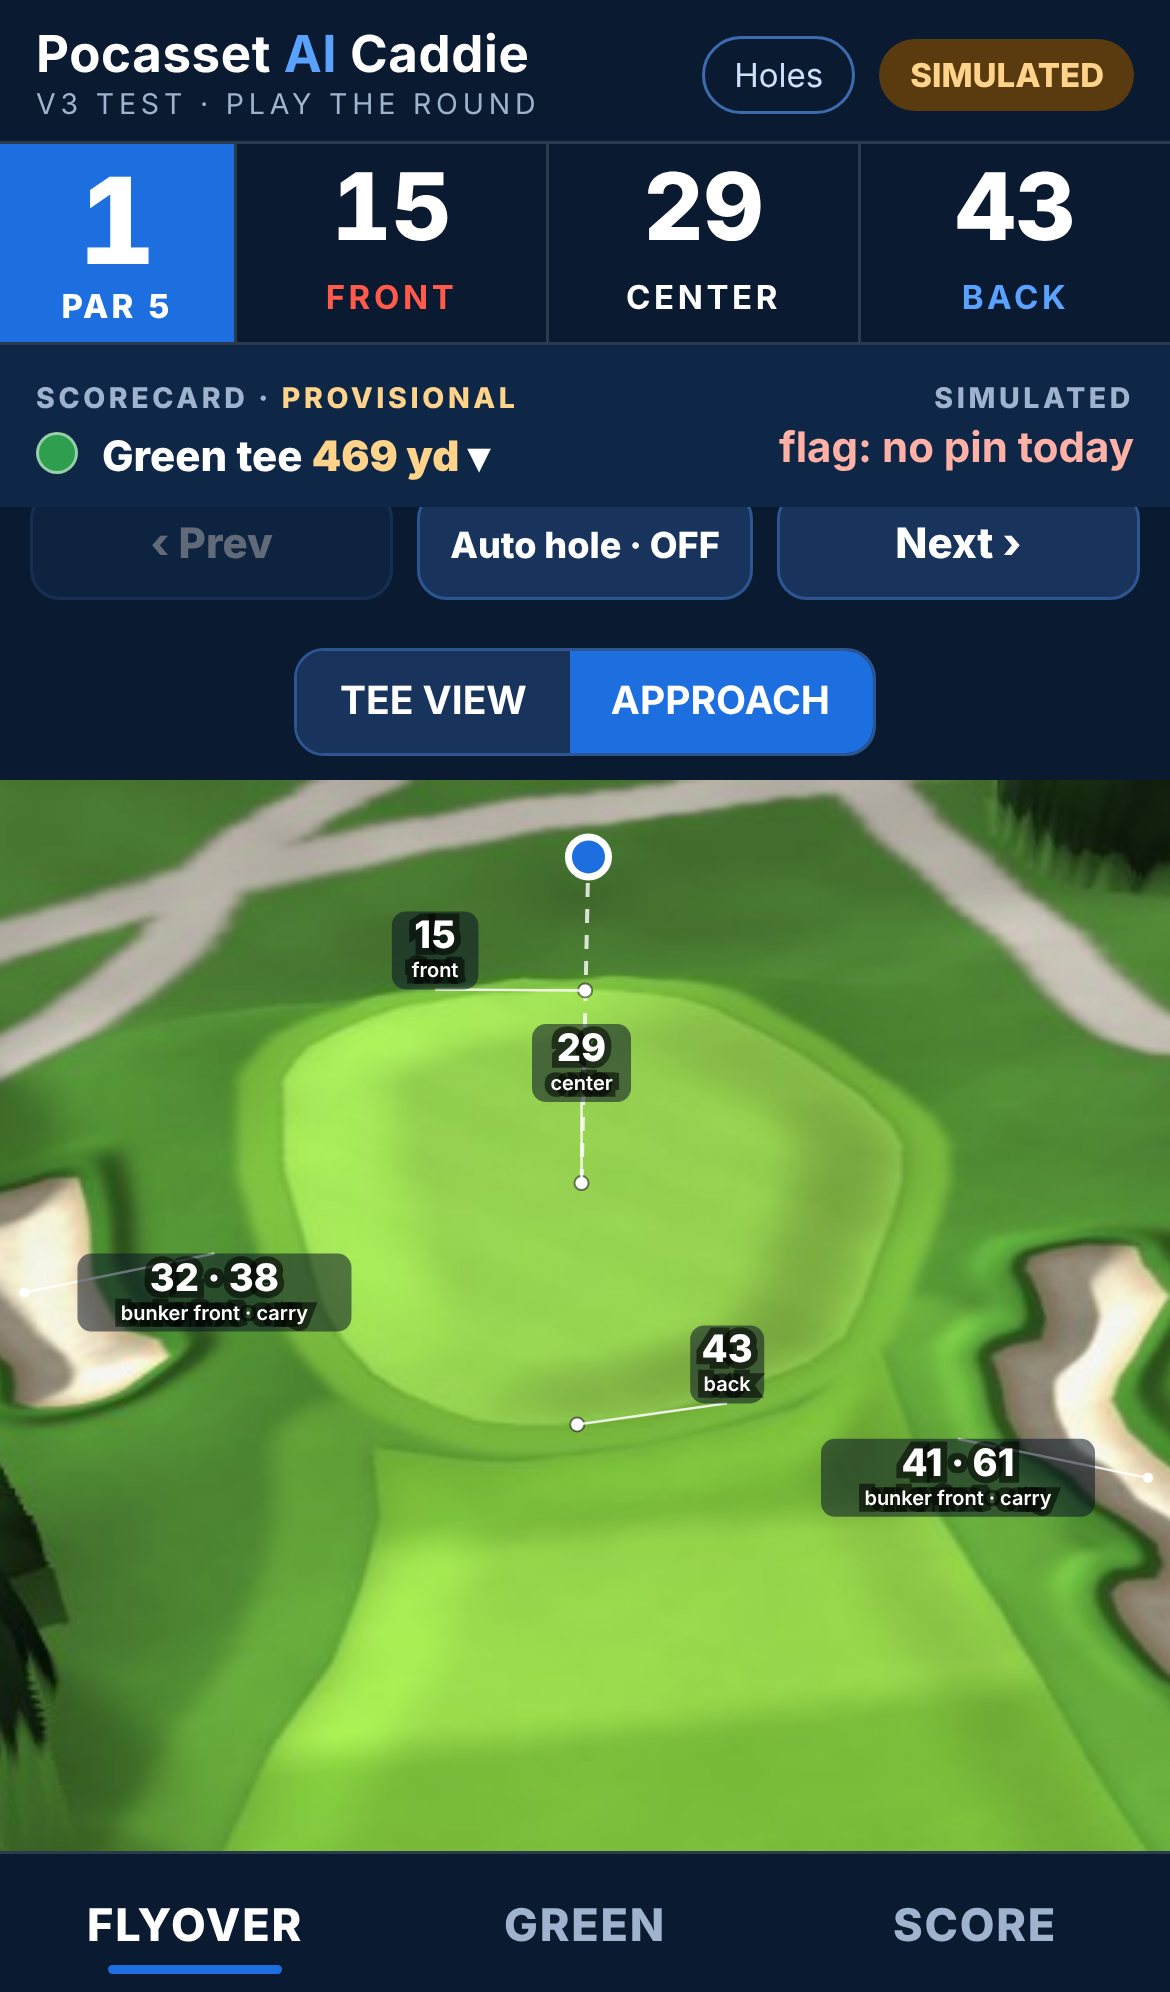 Pocasset AI Caddie
V3 TEST · PLAY THE ROUND
Holes
SIMULATED
1
PAR 5
15
FRONT
29
CENTER
43
BACK
SCORECARD · PROVISIONAL
Green tee 469 yd ▼
SIMULATED
flag: no pin today
‹ Prev
Auto hole · OFF
Next ›
TEE VIEW
APPROACH
15
front
29
center
32 · 38
bunker front · carry
43
back
41 · 61
bunker front · carry
FLYOVER
GREEN
SCORE